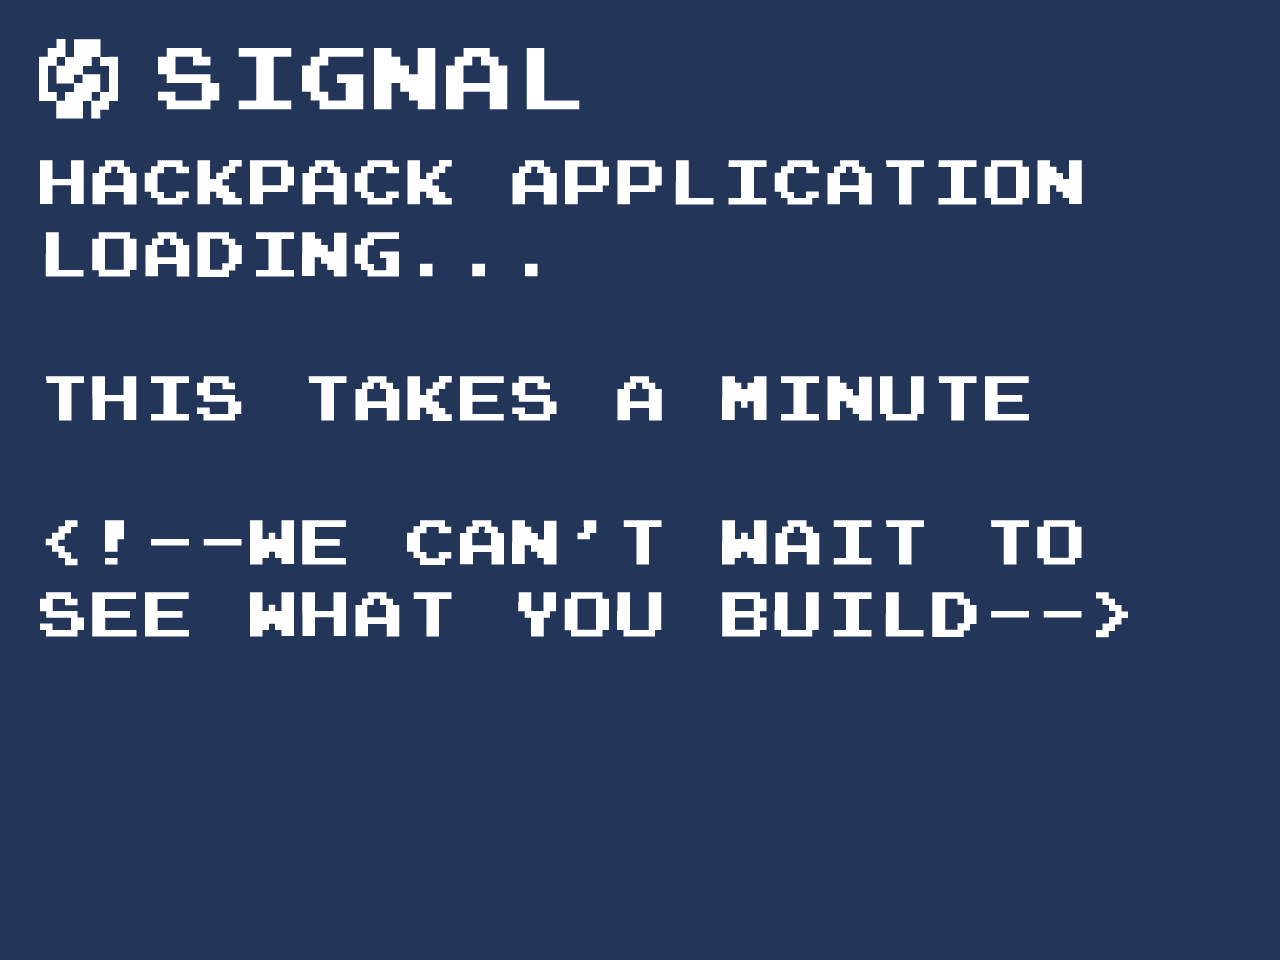 SIGNAL
HACKPACK APPLICATION
LOADING...
THIS TAKES A MINUTE
<!--WE CAN'T WAIT TO
SEE WHAT YOU BUILD-->